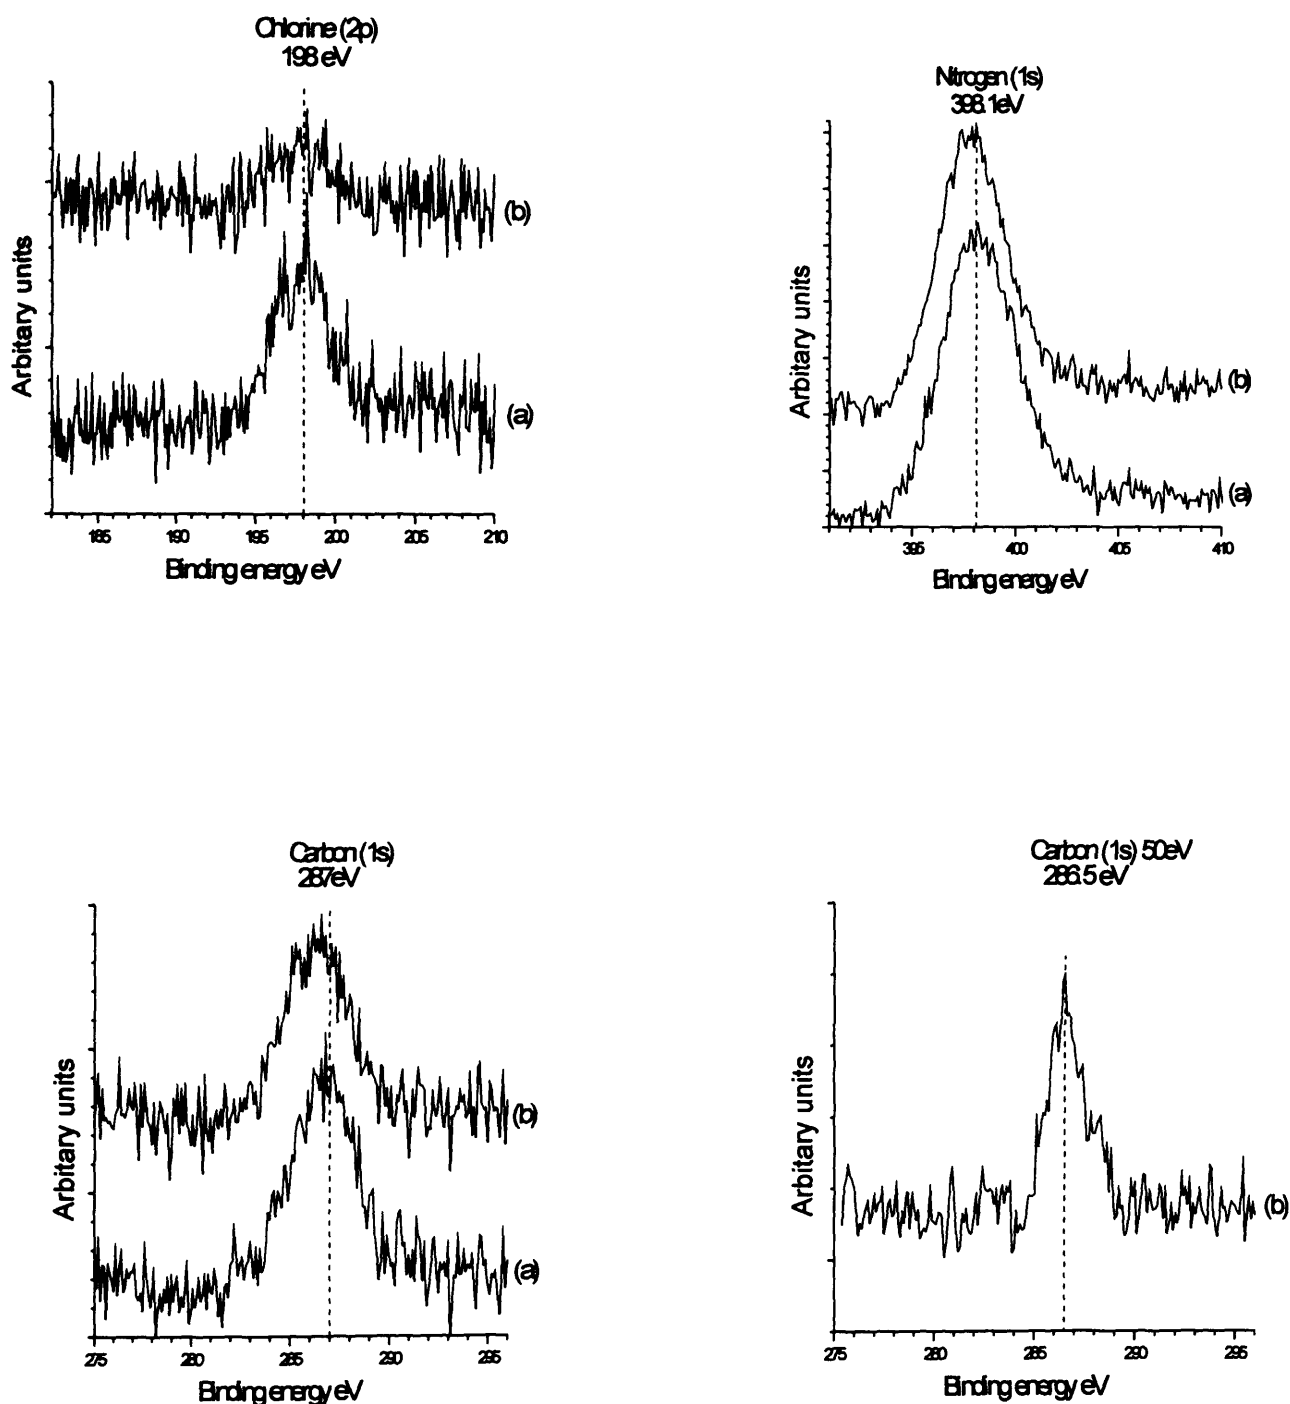 Chlorine (2p)
198 eV
Arbitary units
(b)
(a)
185 190 195 200 205 210
Binding energy eV
Nitrogen (1s)
398.1eV
Arbitary units
(b)
(a)
395 400 405 410
Binding energy eV
Carbon (1s)
287eV
Arbitary units
(b)
(a)
275 280 285 290 295
Binding energy eV
Carbon (1s) 50eV
286.5 eV
Arbitary units
(b)
275 280 285 290 295
Binding energy eV